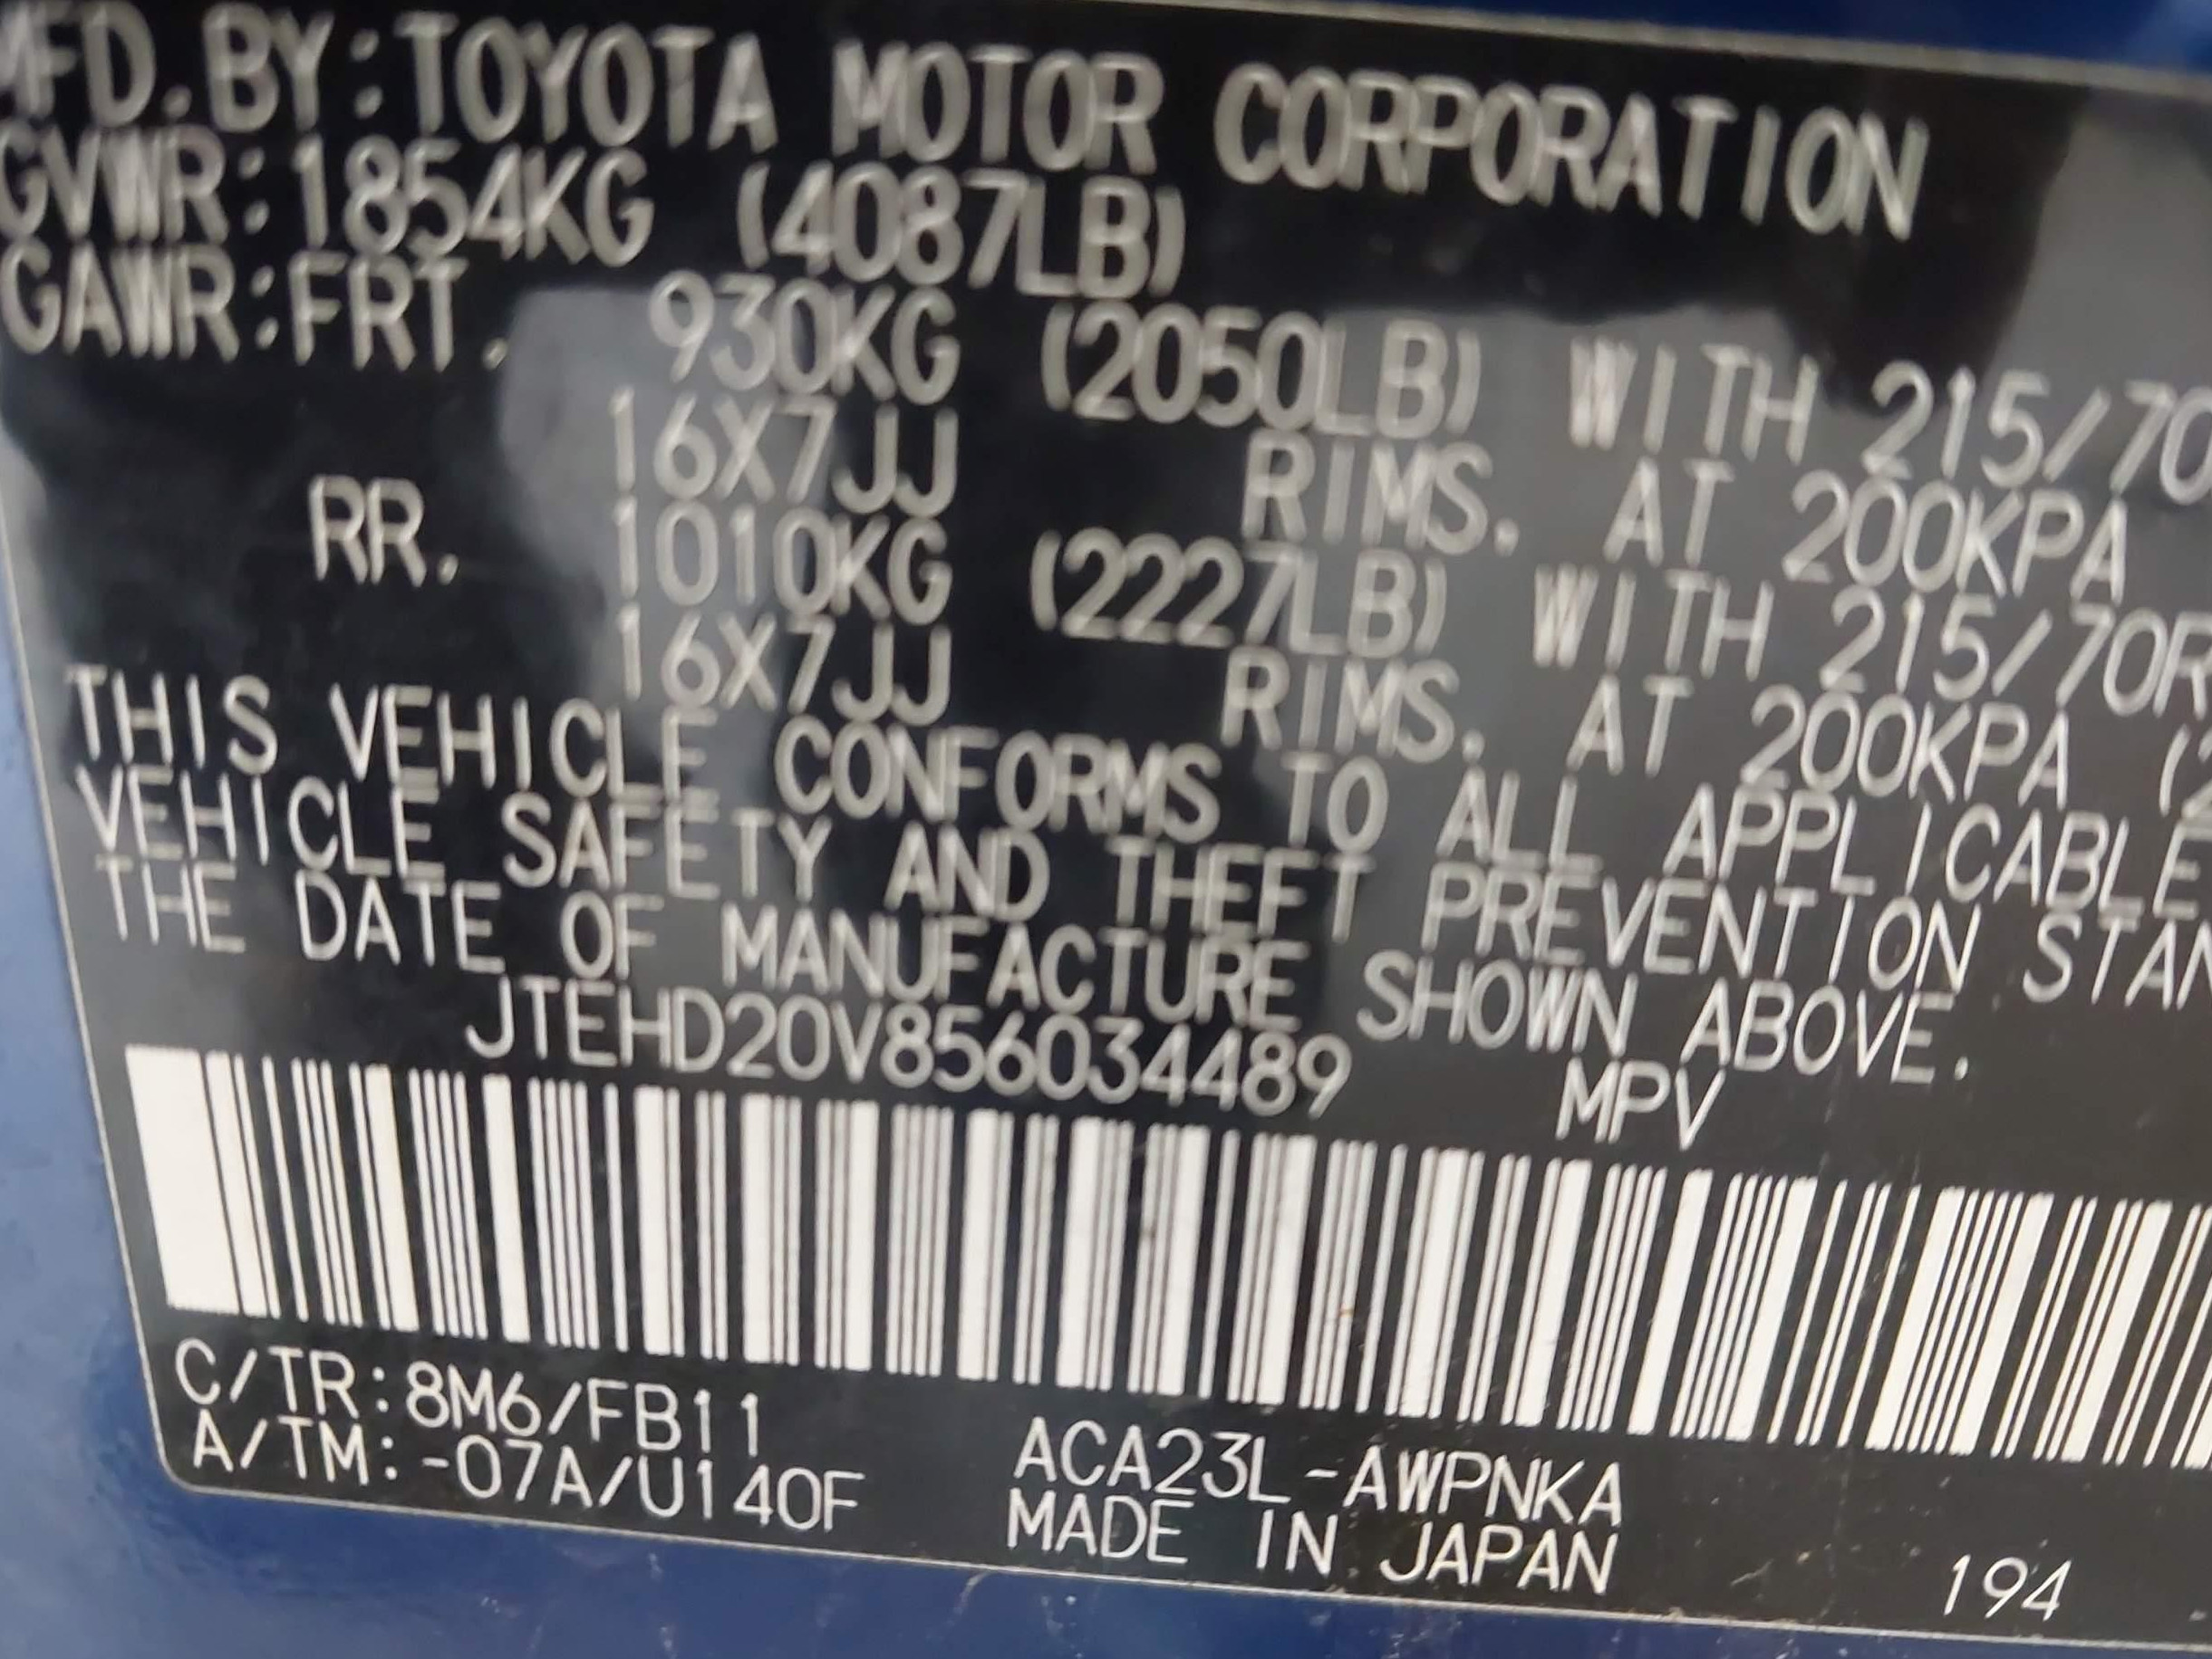 MFD. BY: TOYOTA MOTOR CORPORATION
GVWR: 1854KG (4087LB)
GAWR: FRT. 930KG (2050LB) WITH 215/70
16X7JJ RIMS. AT 200KPA
RR. 1010KG (2227LB) WITH 215/70R
16X7JJ RIMS. AT 200KPA (2
THIS VEHICLE CONFORMS TO ALL APPLICABLE
VEHICLE SAFETY AND THEFT PREVENTION STAN
THE DATE OF MANUFACTURE SHOWN ABOVE.
JTEHD20V856034489 MPV
C/TR: 8M6/FB11
A/TM: -07A/U140F
ACA23L-AWPNKA
MADE IN JAPAN
194